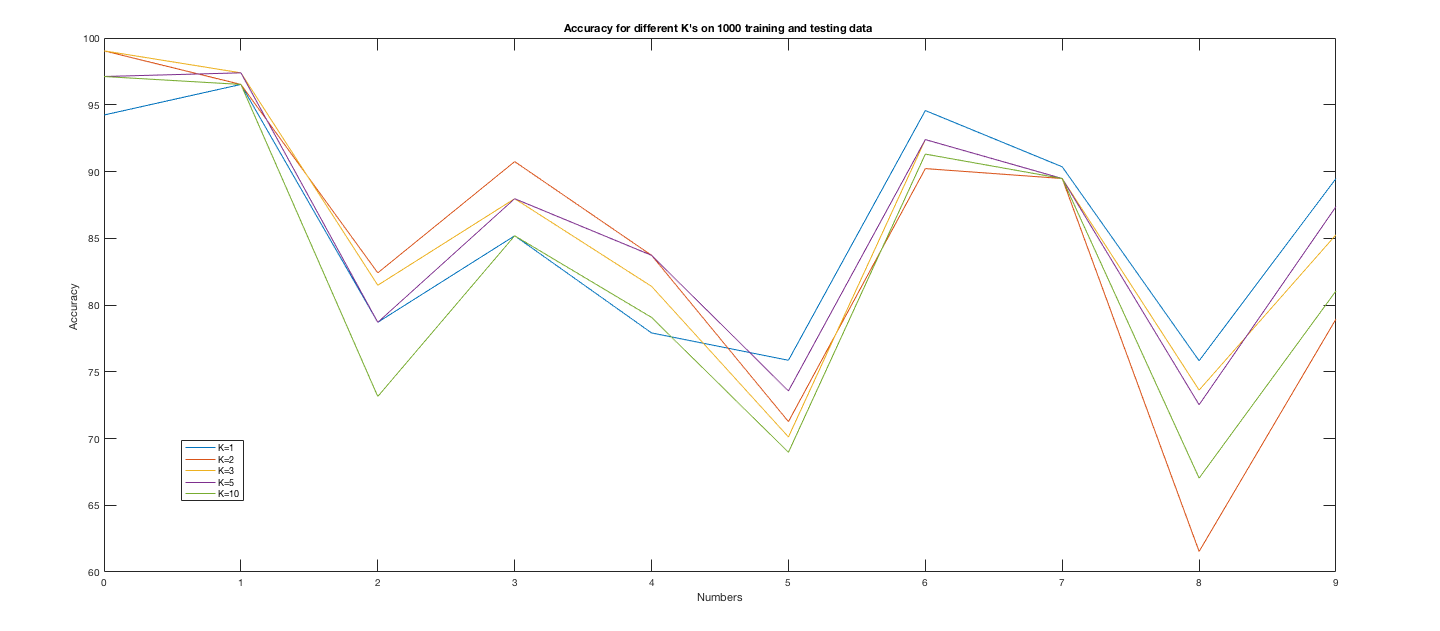 Accuracy for different K's on 1000 training and testing data
100
95
90
85
80
75
70
65
60
Accuracy
K=1
K=2
K=3
K=5
K=10
0 1 2 3 4 5 6 7 8 9
Numbers